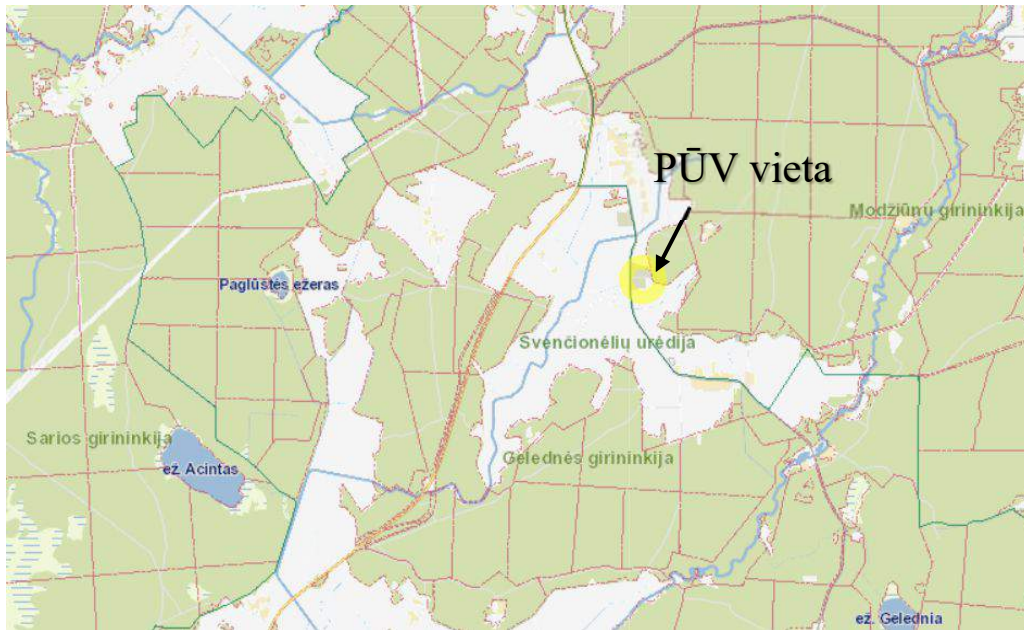 PŪV vieta
Modžiūnų girininkija
Paglūstės ežeras
Švenčionėlių urėdija
Sarios girininkija
ež. Acintas
Gelednės girininkija
ež. Gelednia